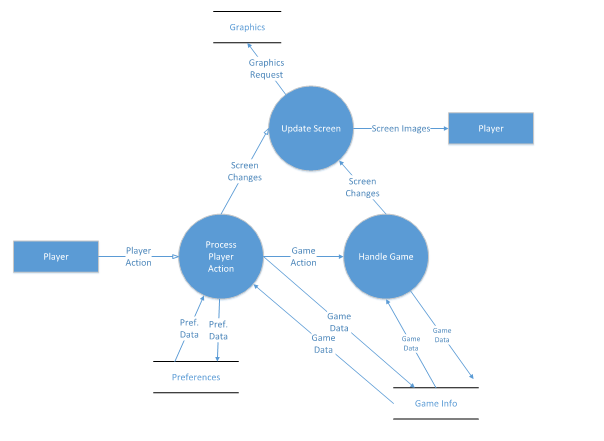 Graphics
Graphics
Request
Update Screen
Screen Images
Player
Screen
Changes
Screen
Changes
Player
Player
Action
Process
Player
Action
Game
Action
Handle Game
Pref.
Data
Pref.
Data
Game
Data
Game
Data
Game
Data
Game
Data
Preferences
Game Info